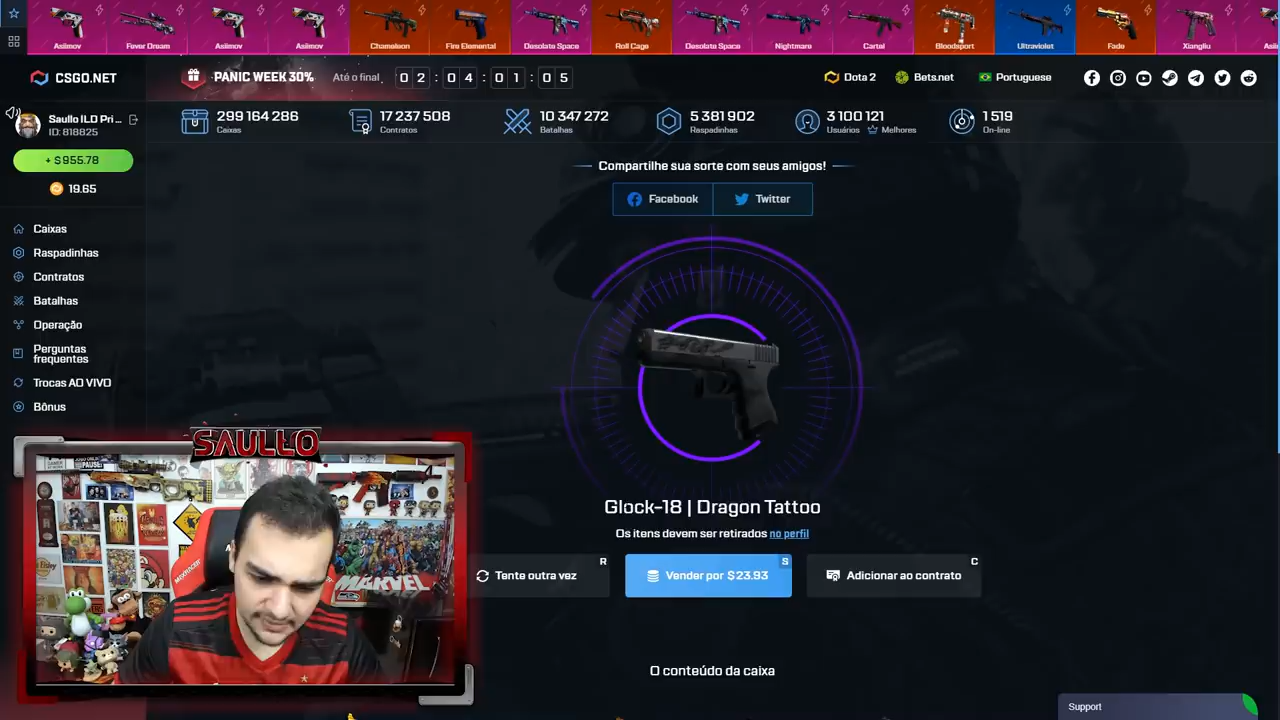 Asiimov
Fever Dream
Asiimov
Asiimov
Chameleon
Fire Elemental
Desolate Space
Roll Cage
Desolate Space
Nightmare
Cartel
Bloodsport
Ultraviolet
Fade
Xiangliu
CSGO.NET
PANIC WEEK 30%
Até o final
0 2 : 0 4 : 0 1 : 0 5
Dota 2
Bets.net
Portuguese
Saullo ILD Pri ...
ID: 818825
+ $ 955.78
19.65
299 164 286
Caixas
17 237 508
Contratos
10 347 272
Batalhas
5 381 902
Raspadinhas
3 100 121
Usuários
Melhores
1 519
On-line
Compartilhe sua sorte com seus amigos!
Facebook
Twitter
Caixas
Raspadinhas
Contratos
Batalhas
Operação
Perguntas
frequentes
Trocas AO VIVO
Bônus
Glock-18 | Dragon Tattoo
Os itens devem ser retirados no perfil
Tente outra vez
R
Vender por $ 23.93
S
Adicionar ao contrato
C
O conteúdo da caixa
Support
SAULLO
PAUSE
MARVEL